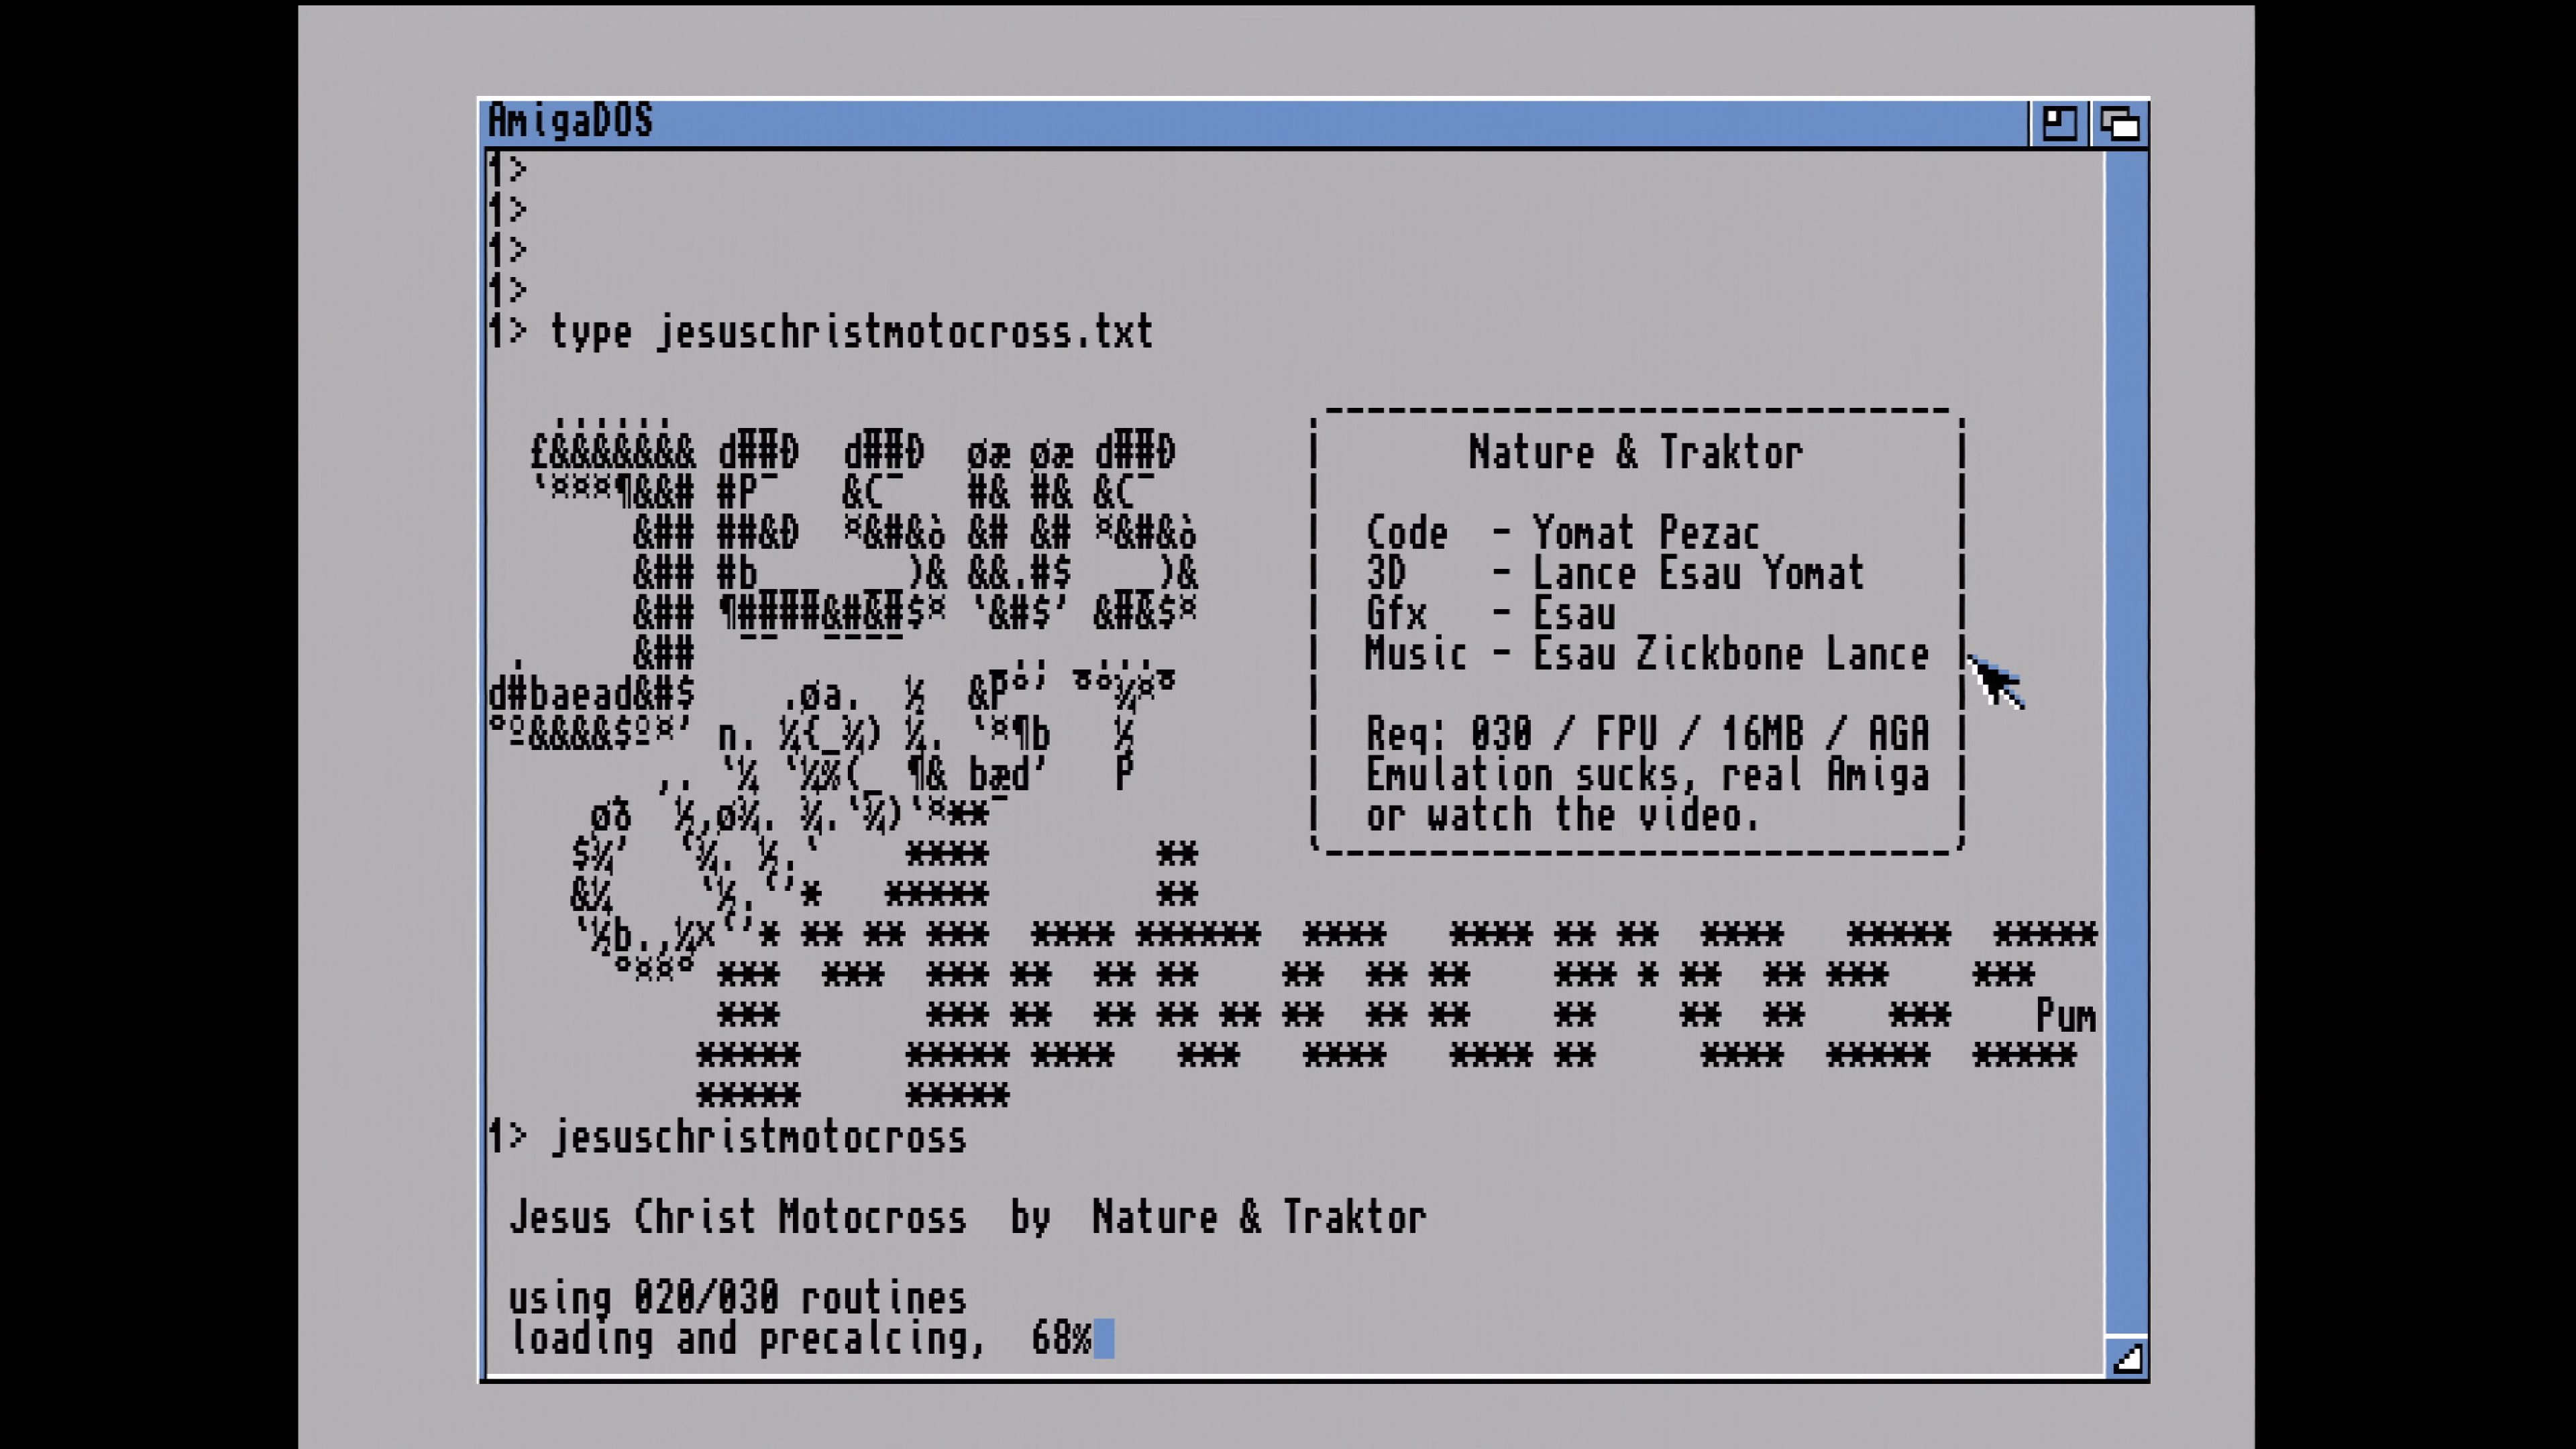 AmigaDOS
1>
1>
1>
1>
1> type jesuschristmotocross.txt
Nature & Traktor
Code - Yomat Pezac
3D - Lance Esau Yomat
Gfx - Esau
Music - Esau Zickbone Lance
Req: 030 / FPU / 16MB / AGA
Emulation sucks, real Amiga
or watch the video.
Pum
1> jesuschristmotocross
Jesus Christ Motocross by Nature & Traktor
using 020/030 routines
loading and precalcing, 68%